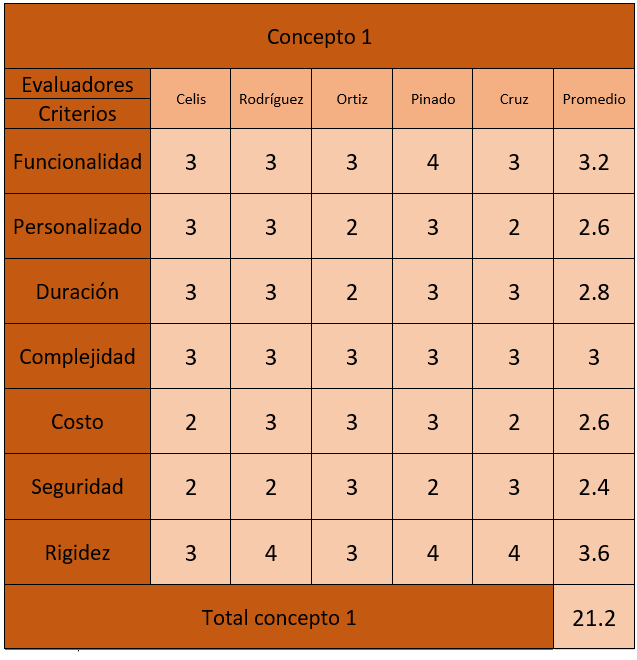 Concepto 1
Evaluadores
Criterios
Celis Rodríguez Ortiz Pinado Cruz Promedio
Funcionalidad 3 3 3 4 3 3.2
Personalizado 3 3 2 3 2 2.6
Duración 3 3 2 3 3 2.8
Complejidad 3 3 3 3 3 3
Costo 2 3 3 3 2 2.6
Seguridad 2 2 3 2 3 2.4
Rigidez 3 4 3 4 4 3.6
Total concepto 1 21.2